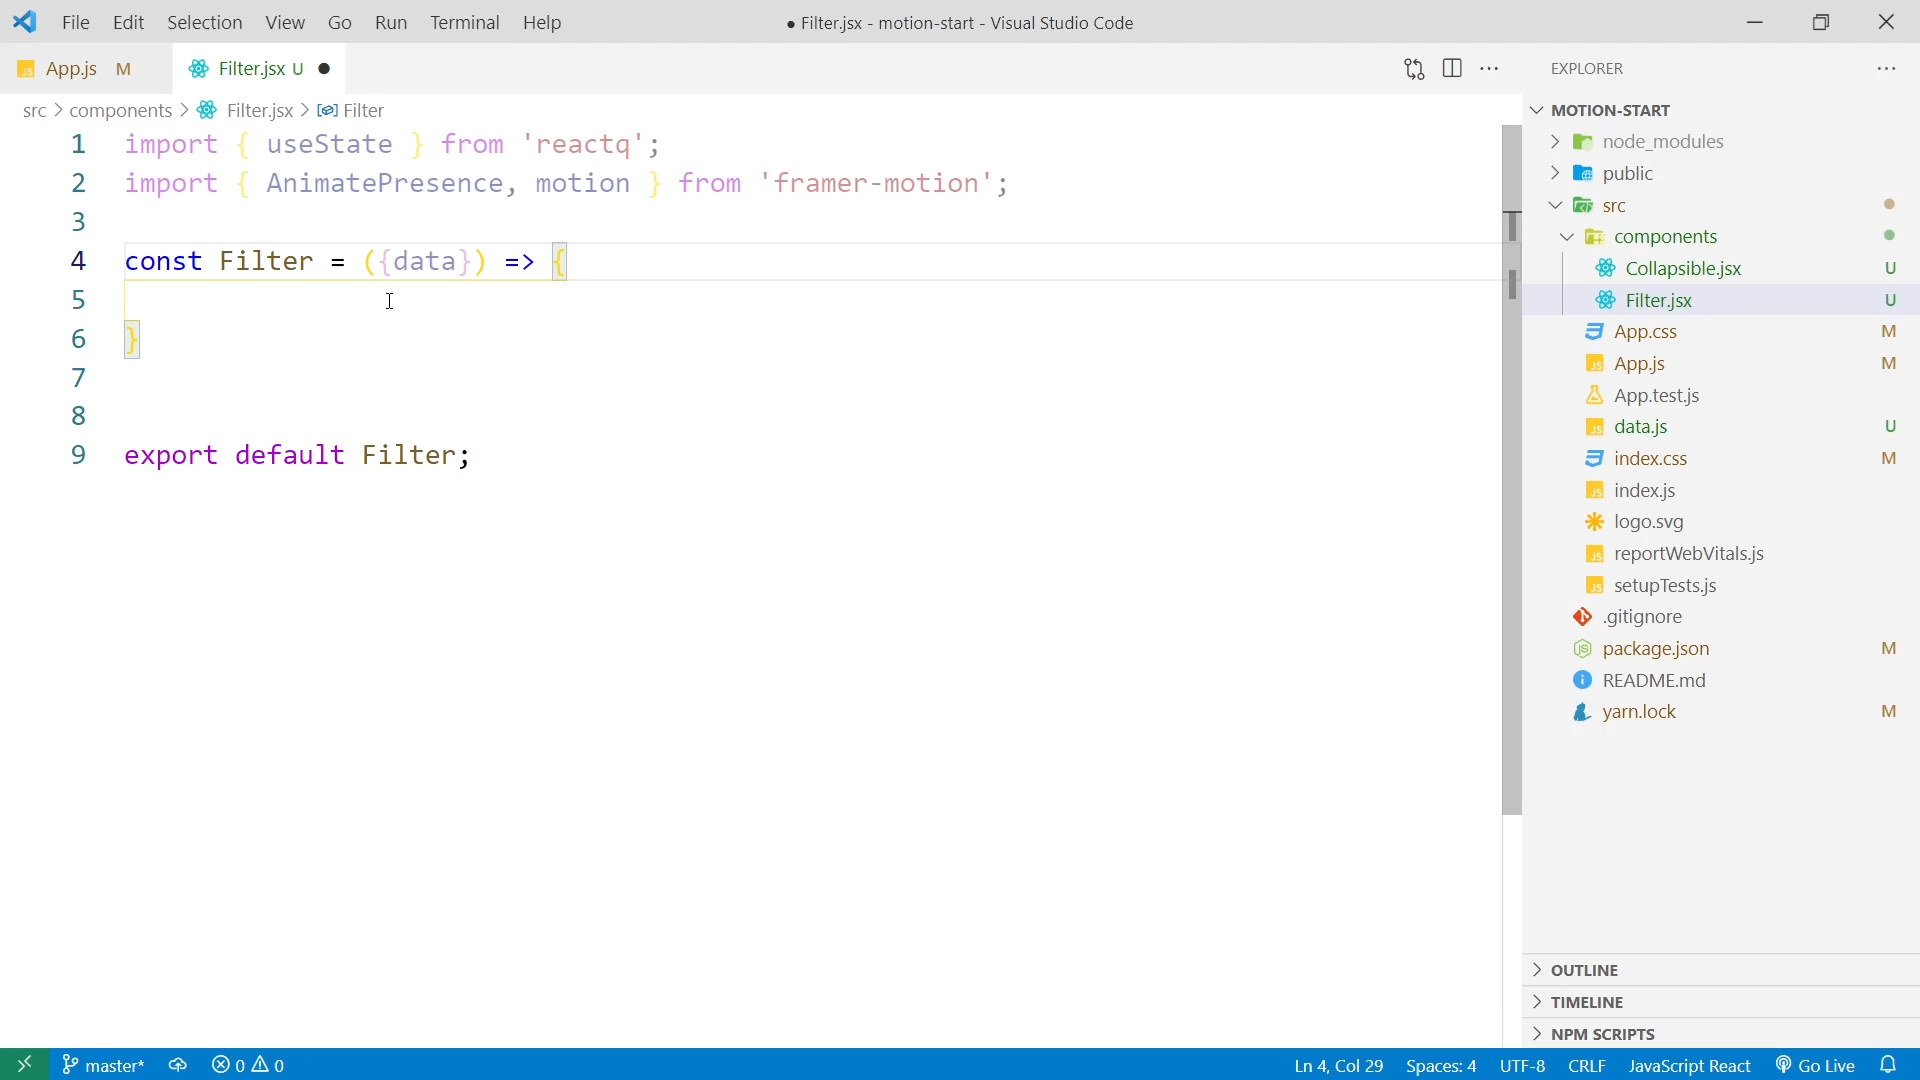 File Edit Selection View Go Run Terminal Help
● Filter.jsx - motion-start - Visual Studio Code
App.js M
Filter.jsx U ●
src > components > Filter.jsx > Filter
1 import { useState } from 'reactq';
2 import { AnimatePresence, motion } from 'framer-motion';
3
4 const Filter = ({data}) => {
5
6 }
7
8
9 export default Filter;
EXPLORER
MOTION-START
node_modules
public
src
components
Collapsible.jsx U
Filter.jsx U
App.css M
App.js M
App.test.js
data.js U
index.css M
index.js
logo.svg
reportWebVitals.js
setupTests.js
.gitignore
package.json M
README.md
yarn.lock M
OUTLINE
TIMELINE
NPM SCRIPTS
master* 0 0 Ln 4, Col 29 Spaces: 4 UTF-8 CRLF JavaScript React Go Live